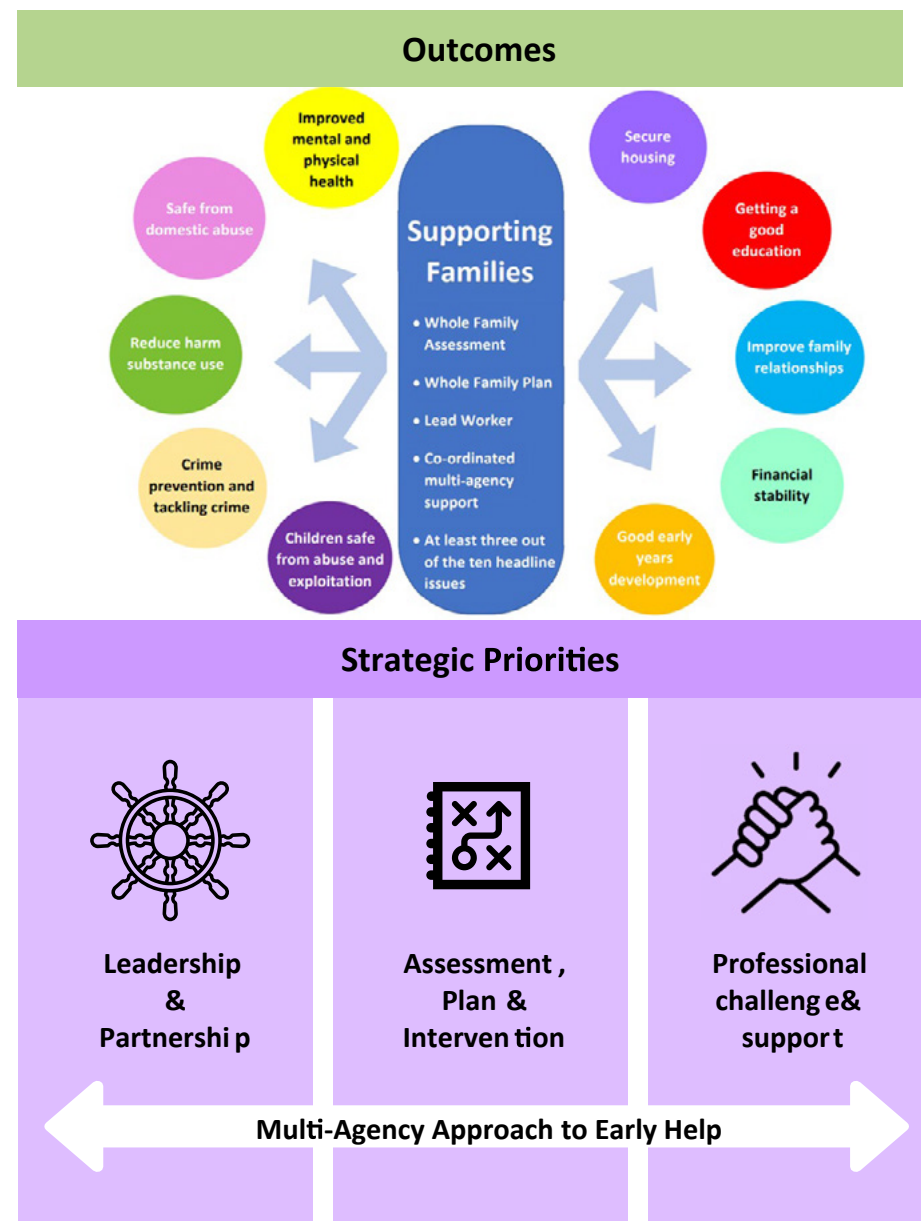 Outcomes
Improved
mental and
physical
health
Safe from
domestic abuse
Reduce harm
substance use
Crime
prevention and
tackling crime
Children safe
from abuse and
exploitation
Supporting
Families
• Whole Family
Assessment
• Whole Family Plan
• Lead Worker
• Co-ordinated
multi-agency
support
• At least three out
of the ten headline
issues
Secure
housing
Getting a
good
education
Improve family
relationships
Financial
stability
Good early
years
development
Strategic Priorities
Leadership
&
Partnershi p
Assessment ,
Plan &
Interven tion
Professional
challeng e&
suppor t
Multi-Agency Approach to Early Help